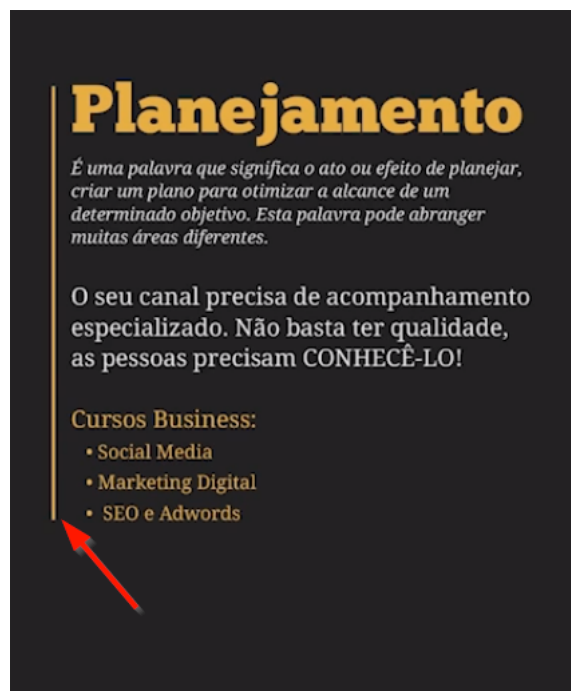 Planejamento
É uma palavra que significa o ato ou efeito de planejar,
criar um plano para otimizar a alcance de um
determinado objetivo. Esta palavra pode abranger
muitas áreas diferentes.
O seu canal precisa de acompanhamento
especializado. Não basta ter qualidade,
as pessoas precisam CONHECÊ-LO!
Cursos Business:
• Social Media
• Marketing Digital
• SEO e Adwords